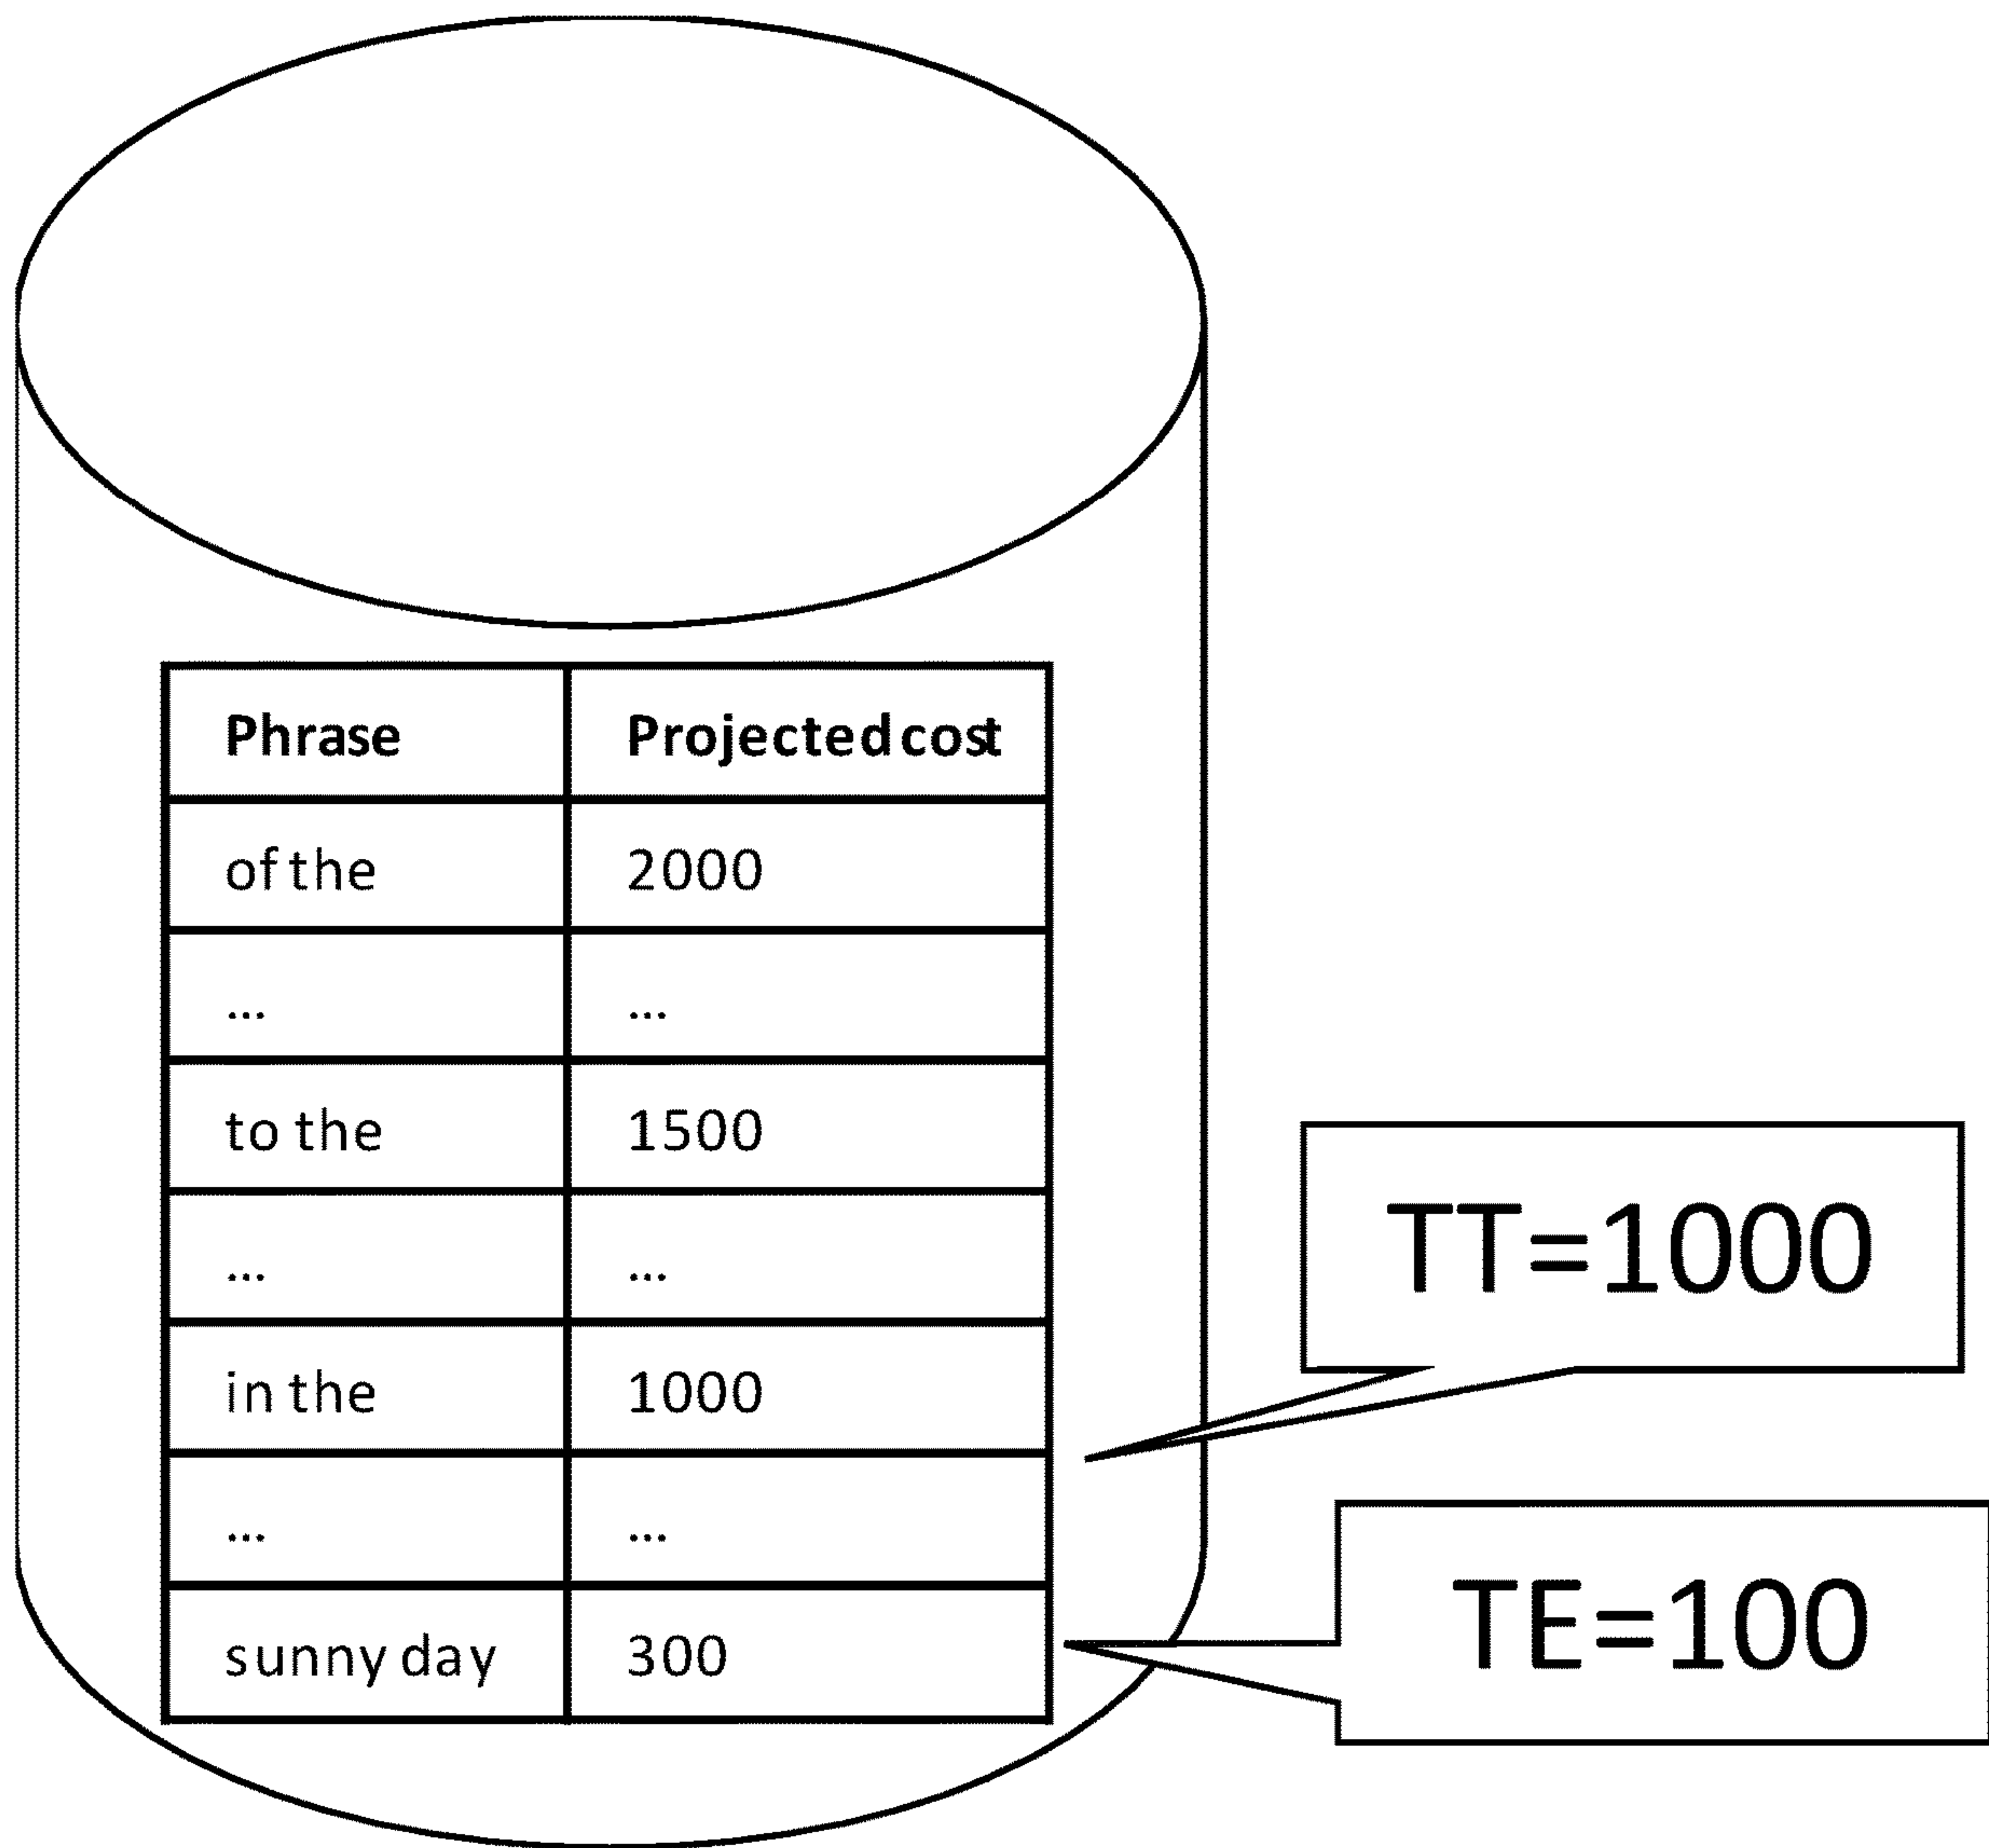 Phrase Projected cost
of the 2000
... ...
to the 1500
... ...
in the 1000
... ...
sunny day 300
TT=1000
TE=100